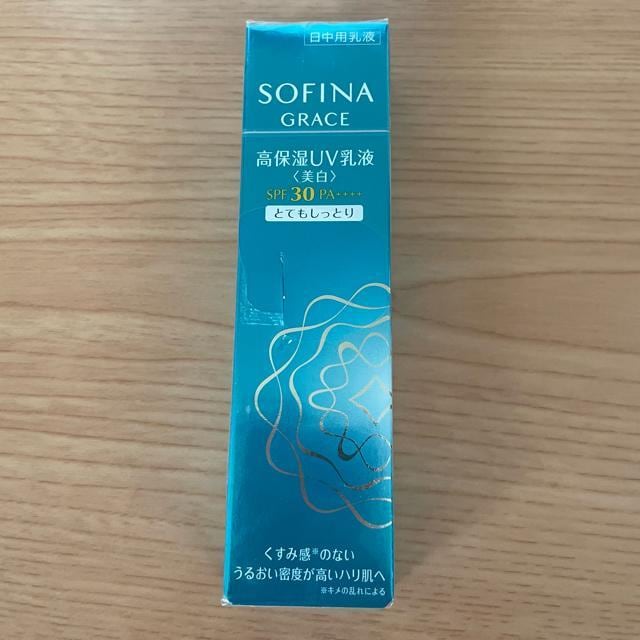 日中用乳液
SOFINA
GRACE
高保湿UV乳液
〈美白〉
SPF 30 PA++++
とてもしっとり
くすみ感※のない
うるおい密度が高いハリ肌へ
※キメの乱れによる